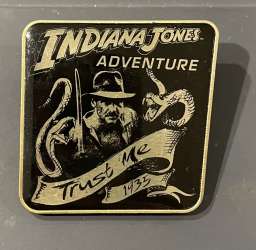 INDIANA JONES
ADVENTURE
Trust Me
1935